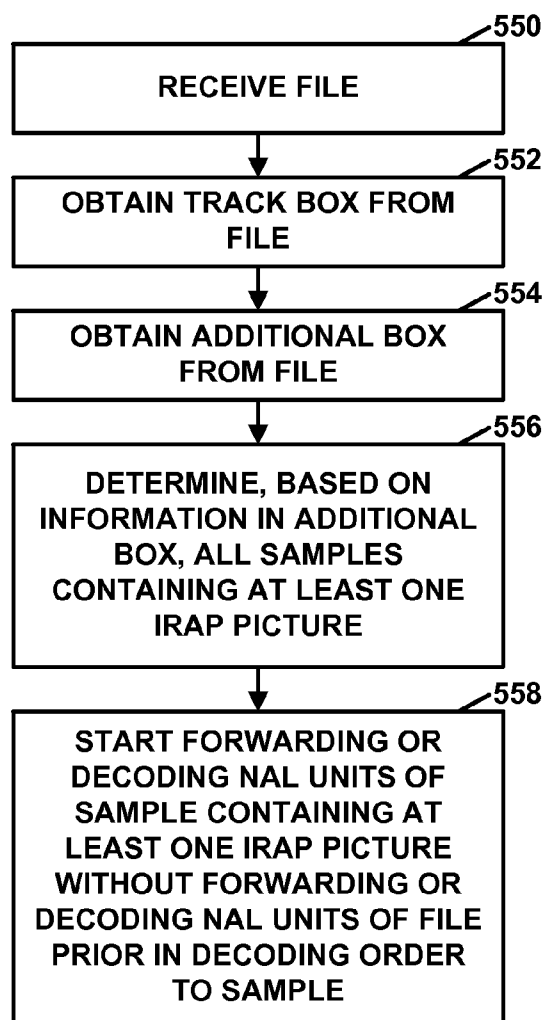 550
RECEIVE FILE
552
OBTAIN TRACK BOX FROM
FILE
554
OBTAIN ADDITIONAL BOX
FROM FILE
556
DETERMINE, BASED ON
INFORMATION IN ADDITIONAL
BOX, ALL SAMPLES
CONTAINING AT LEAST ONE
IRAP PICTURE
558
START FORWARDING OR
DECODING NAL UNITS OF
SAMPLE CONTAINING AT
LEAST ONE IRAP PICTURE
WITHOUT FORWARDING OR
DECODING NAL UNITS OF FILE
PRIOR IN DECODING ORDER
TO SAMPLE